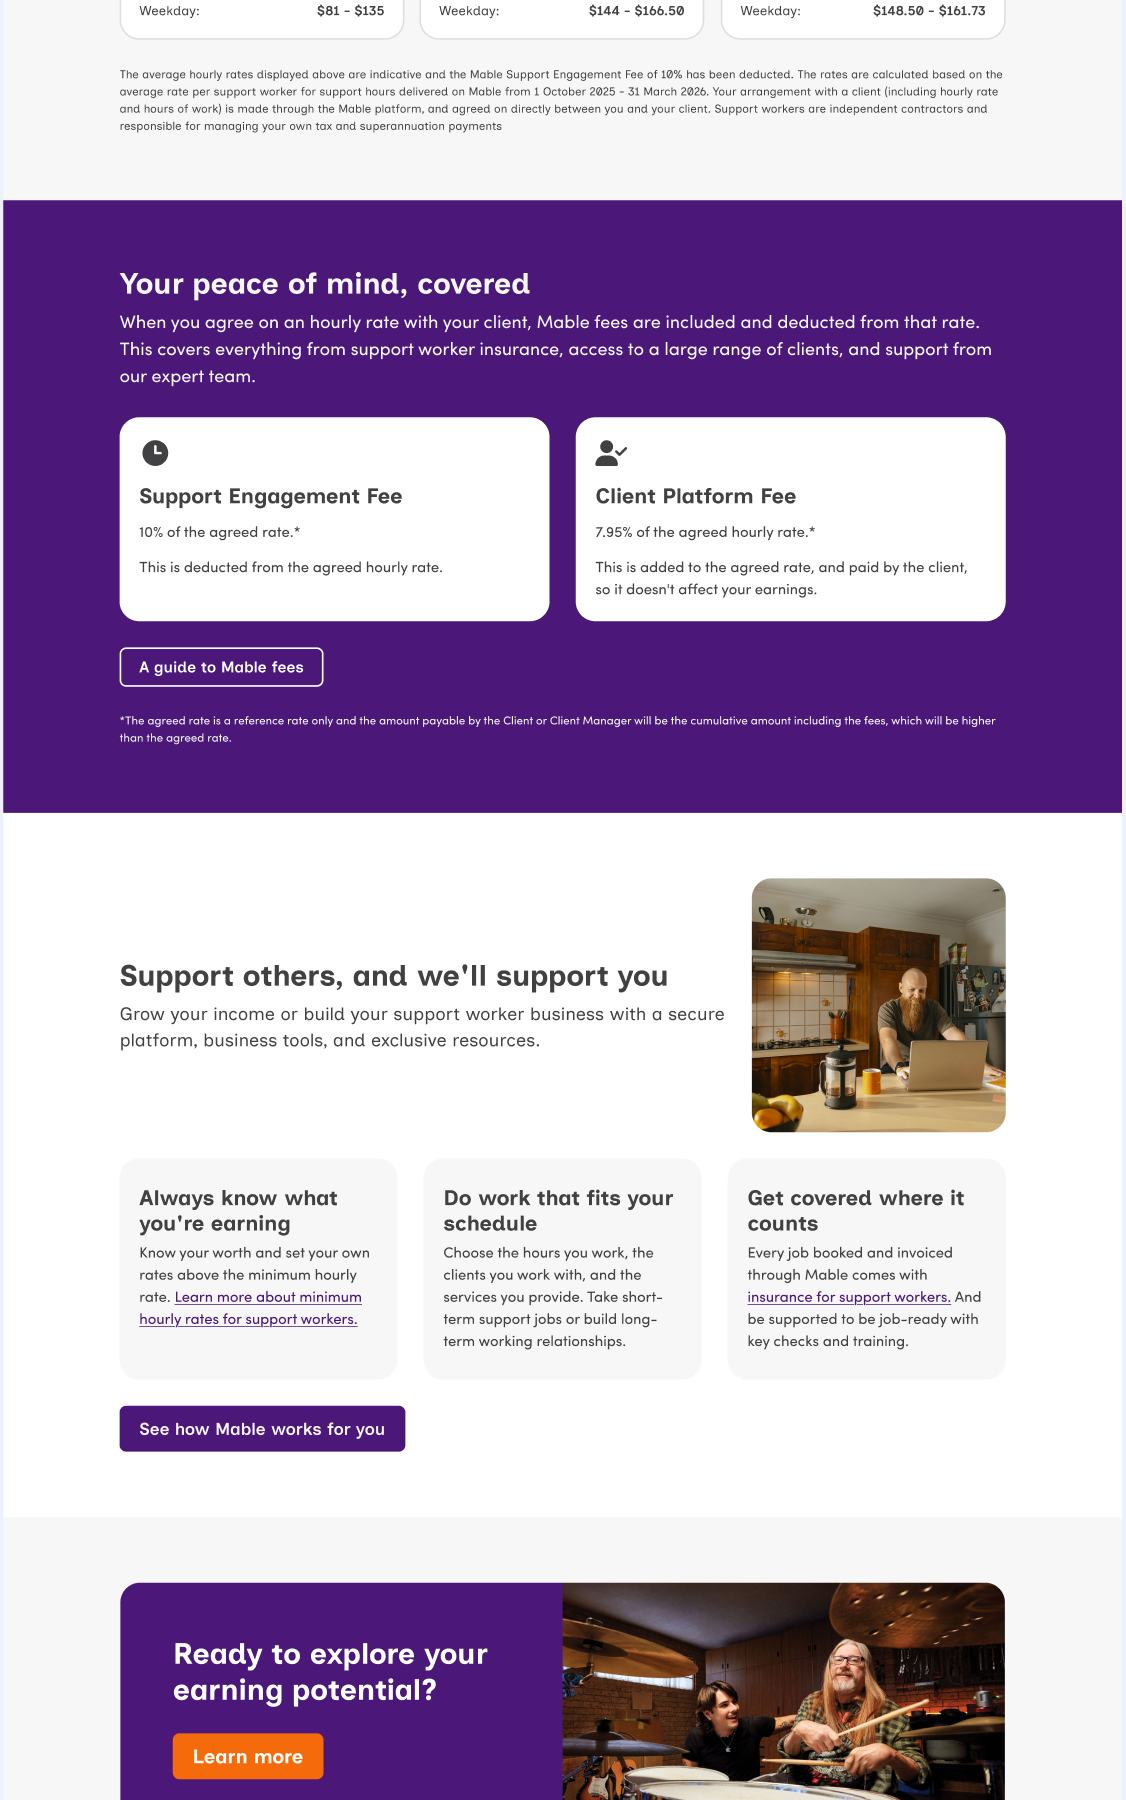 Weekday: $81 - $135
Weekday: $144 - $166.50
Weekday: $148.50 - $161.73
The average hourly rates displayed above are indicative and the Mable Support Engagement Fee of 10% has been deducted. The rates are calculated based on the
average rate per support worker for support hours delivered on Mable from 1 October 2025 - 31 March 2026. Your arrangement with a client (including hourly rate
and hours of work) is made through the Mable platform, and agreed on directly between you and your client. Support workers are independent contractors and
responsible for managing your own tax and superannuation payments
Your peace of mind, covered
When you agree on an hourly rate with your client, Mable fees are included and deducted from that rate.
This covers everything from support worker insurance, access to a large range of clients, and support from
our expert team.
Support Engagement Fee
10% of the agreed rate.*
This is deducted from the agreed hourly rate.
Client Platform Fee
7.95% of the agreed hourly rate.*
This is added to the agreed rate, and paid by the client,
so it doesn't affect your earnings.
A guide to Mable fees
*The agreed rate is a reference rate only and the amount payable by the Client or Client Manager will be the cumulative amount including the fees, which will be higher
than the agreed rate.
Support others, and we'll support you
Grow your income or build your support worker business with a secure
platform, business tools, and exclusive resources.
Always know what
you're earning
Know your worth and set your own
rates above the minimum hourly
rate. Learn more about minimum
hourly rates for support workers.
Do work that fits your
schedule
Choose the hours you work, the
clients you work with, and the
services you provide. Take short-
term support jobs or build long-
term working relationships.
Get covered where it
counts
Every job booked and invoiced
through Mable comes with
insurance for support workers. And
be supported to be job-ready with
key checks and training.
See how Mable works for you
Ready to explore your
earning potential?
Learn more